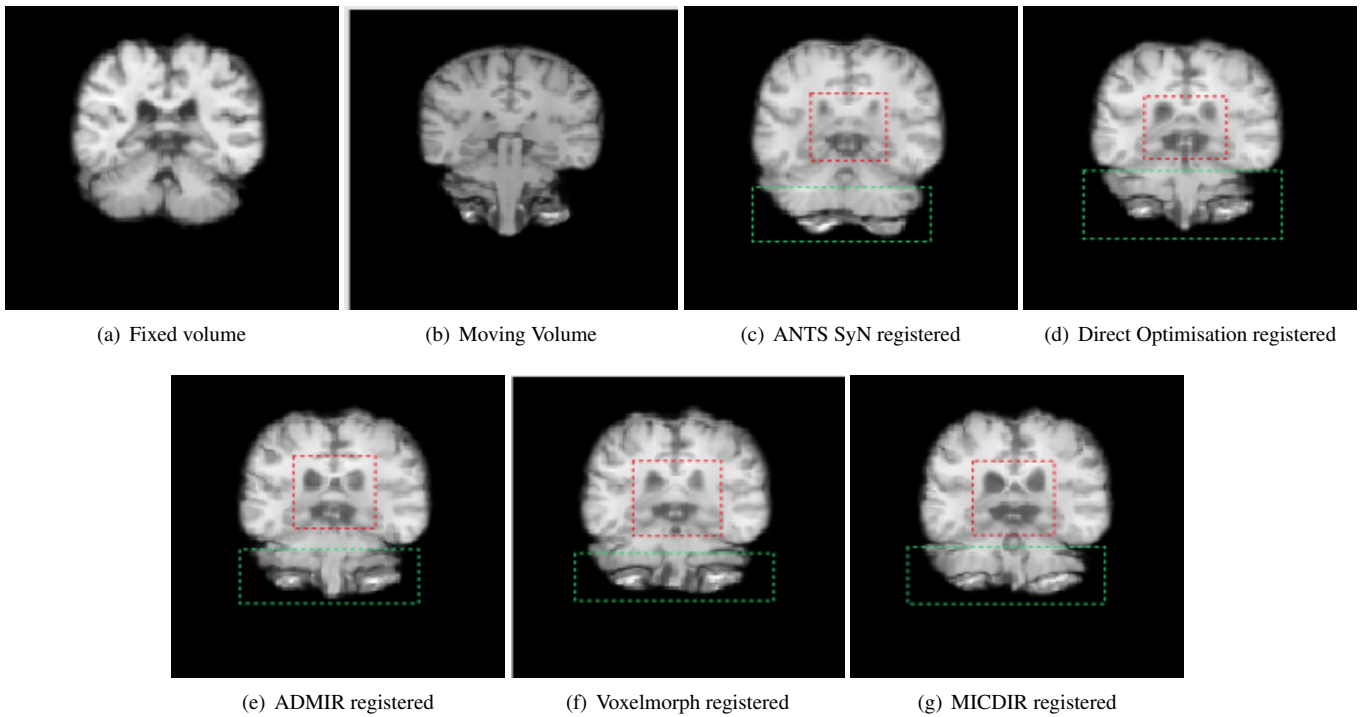 (a) Fixed volume
(b) Moving Volume
(c) ANTS SyN registered
(d) Direct Optimisation registered
(e) ADMIR registered
(f) Voxelmorph registered
(g) MICDIR registered